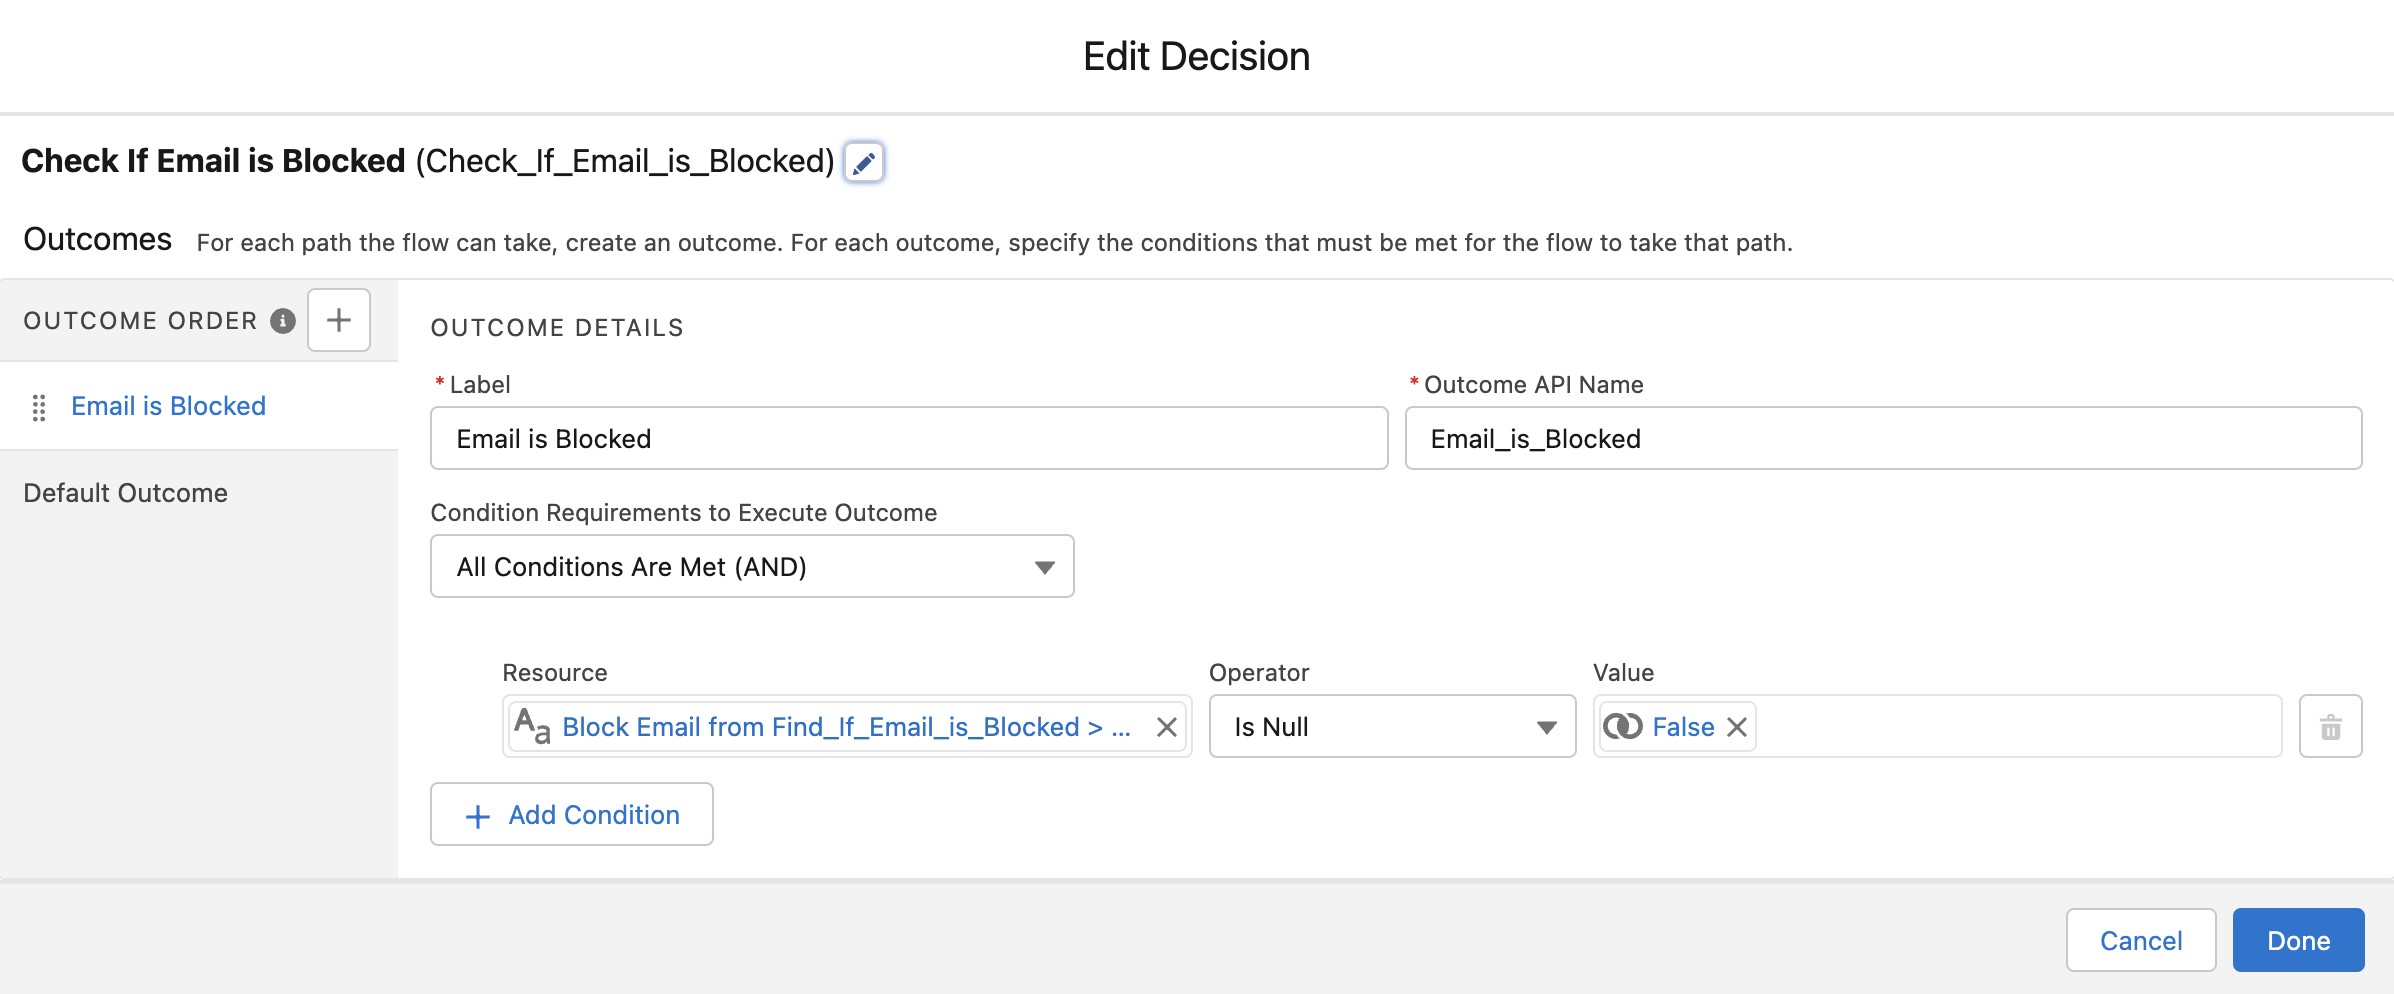 Edit Decision
Check If Email is Blocked (Check_If_Email_is_Blocked)
Outcomes For each path the flow can take, create an outcome. For each outcome, specify the conditions that must be met for the flow to take that path.
OUTCOME ORDER
Email is Blocked
Default Outcome
OUTCOME DETAILS
* Label
Email is Blocked
* Outcome API Name
Email_is_Blocked
Condition Requirements to Execute Outcome
All Conditions Are Met (AND)
Resource
Aa Block Email from Find_If_Email_is_Blocked > ...
Operator
Is Null
Value
False
+ Add Condition
Cancel
Done